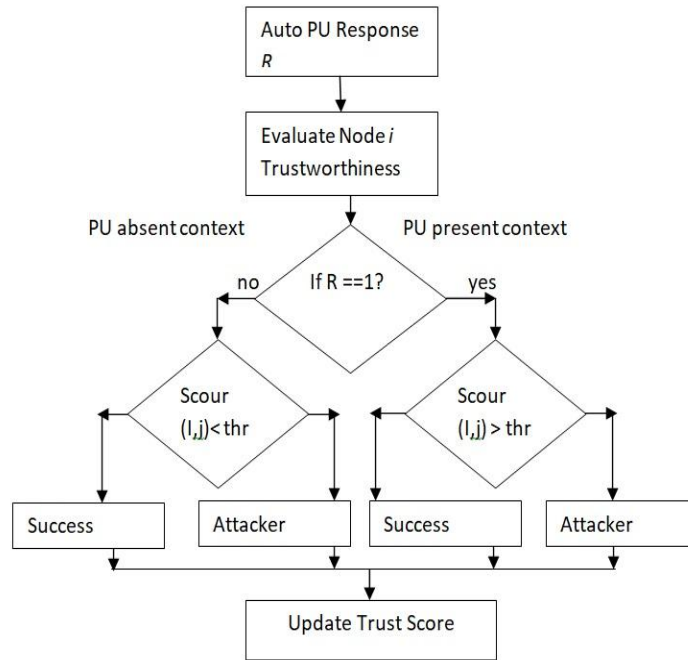 Auto PU Response
R
Evaluate Node i
Trustworthiness
PU absent context
PU present context
no
If R ==1?
yes
Scour
(I,j)< thr
Scour
(I,j) > thr
Success
Attacker
Success
Attacker
Update Trust Score